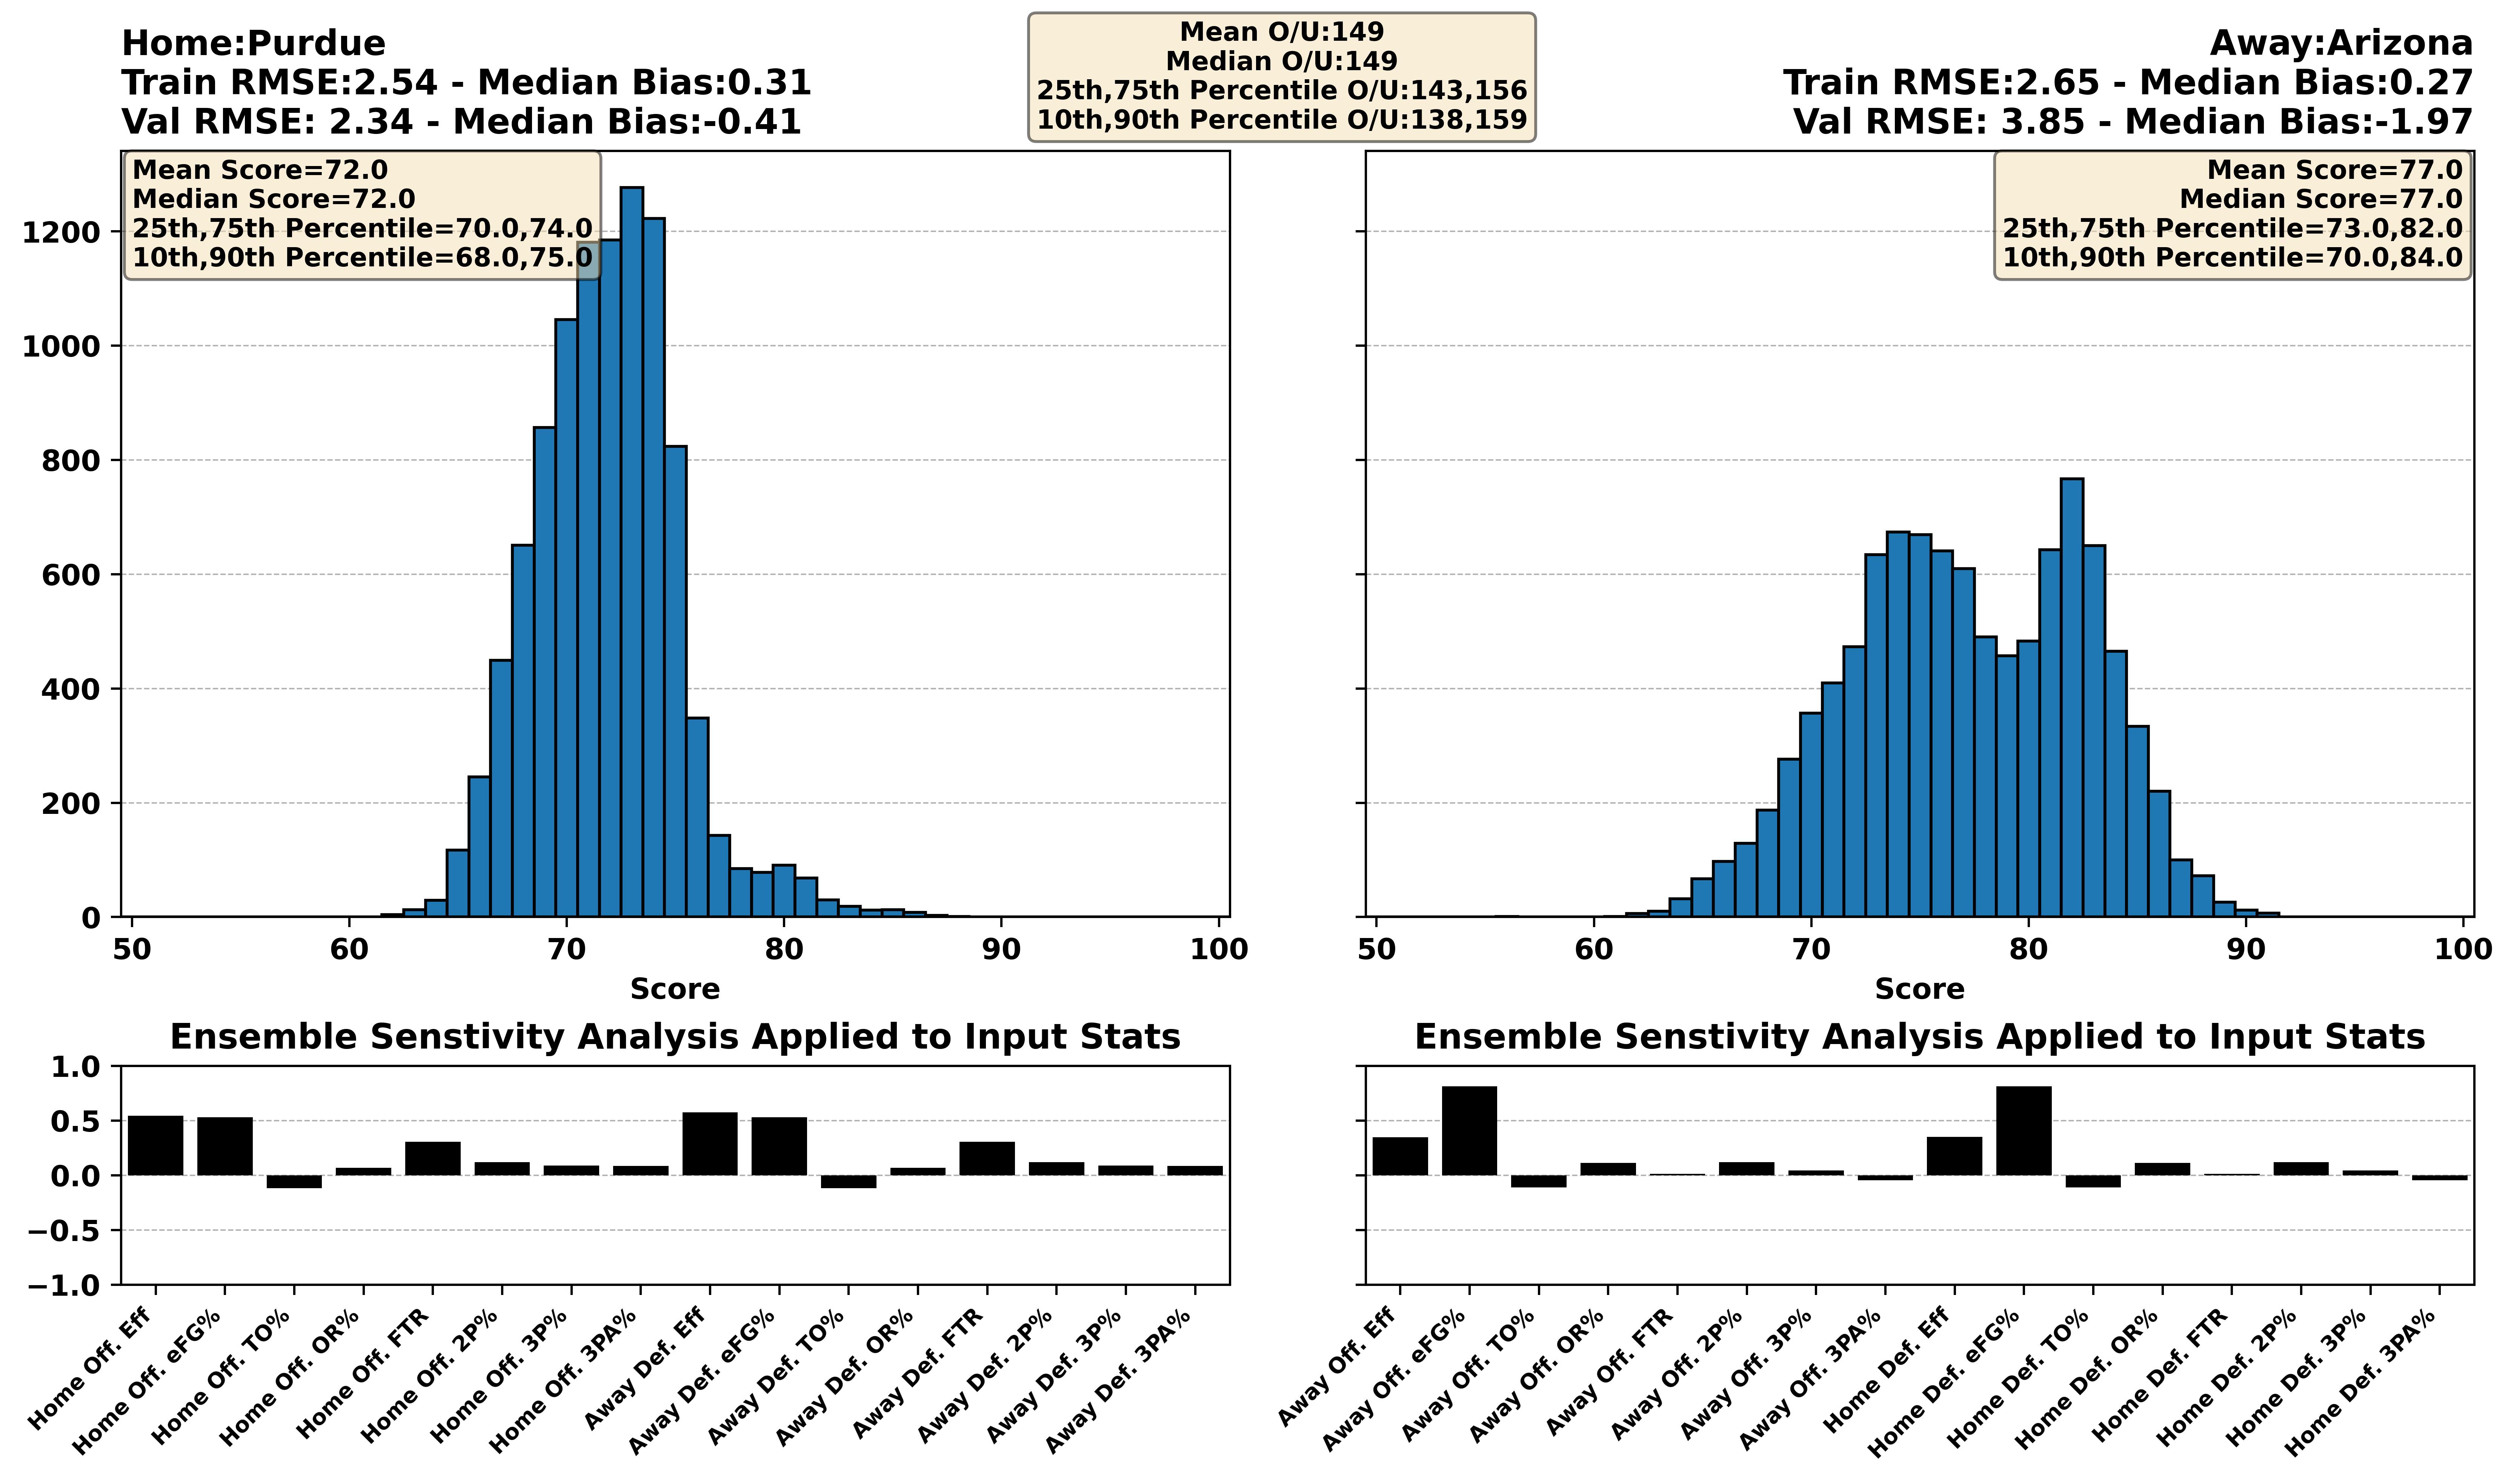 Mean O/U:149
Median O/U:149
25th,75th Percentile O/U:143,156
10th,90th Percentile O/U:138,159
Home:Purdue
Train RMSE:2.54 - Median Bias:0.31
Val RMSE: 2.34 - Median Bias:-0.41
Away:Arizona
Train RMSE:2.65 - Median Bias:0.27
Val RMSE: 3.85 - Median Bias:-1.97
Mean Score=72.0
Median Score=72.0
25th,75th Percentile=70.0,74.0
10th,90th Percentile=68.0,75.0
1200
1000
800
600
400
200
0
50 60 70 80 90 100
Score
Mean Score=77.0
Median Score=77.0
25th,75th Percentile=73.0,82.0
10th,90th Percentile=70.0,84.0
50 60 70 80 90 100
Score
Ensemble Senstivity Analysis Applied to Input Stats
1.0
0.5
0.0
−0.5
−1.0
Home Off. Eff
Home Off. eFG%
Home Off. TO%
Home Off. OR%
Home Off. FTR
Home Off. 2P%
Home Off. 3P%
Home Off. 3PA%
Away Def. Eff
Away Def. eFG%
Away Def. TO%
Away Def. OR%
Away Def. FTR
Away Def. 2P%
Away Def. 3P%
Away Def. 3PA%
Ensemble Senstivity Analysis Applied to Input Stats
Away Off. Eff
Away Off. eFG%
Away Off. TO%
Away Off. OR%
Away Off. FTR
Away Off. 2P%
Away Off. 3P%
Away Off. 3PA%
Home Def. Eff
Home Def. eFG%
Home Def. TO%
Home Def. OR%
Home Def. FTR
Home Def. 2P%
Home Def. 3P%
Home Def. 3PA%